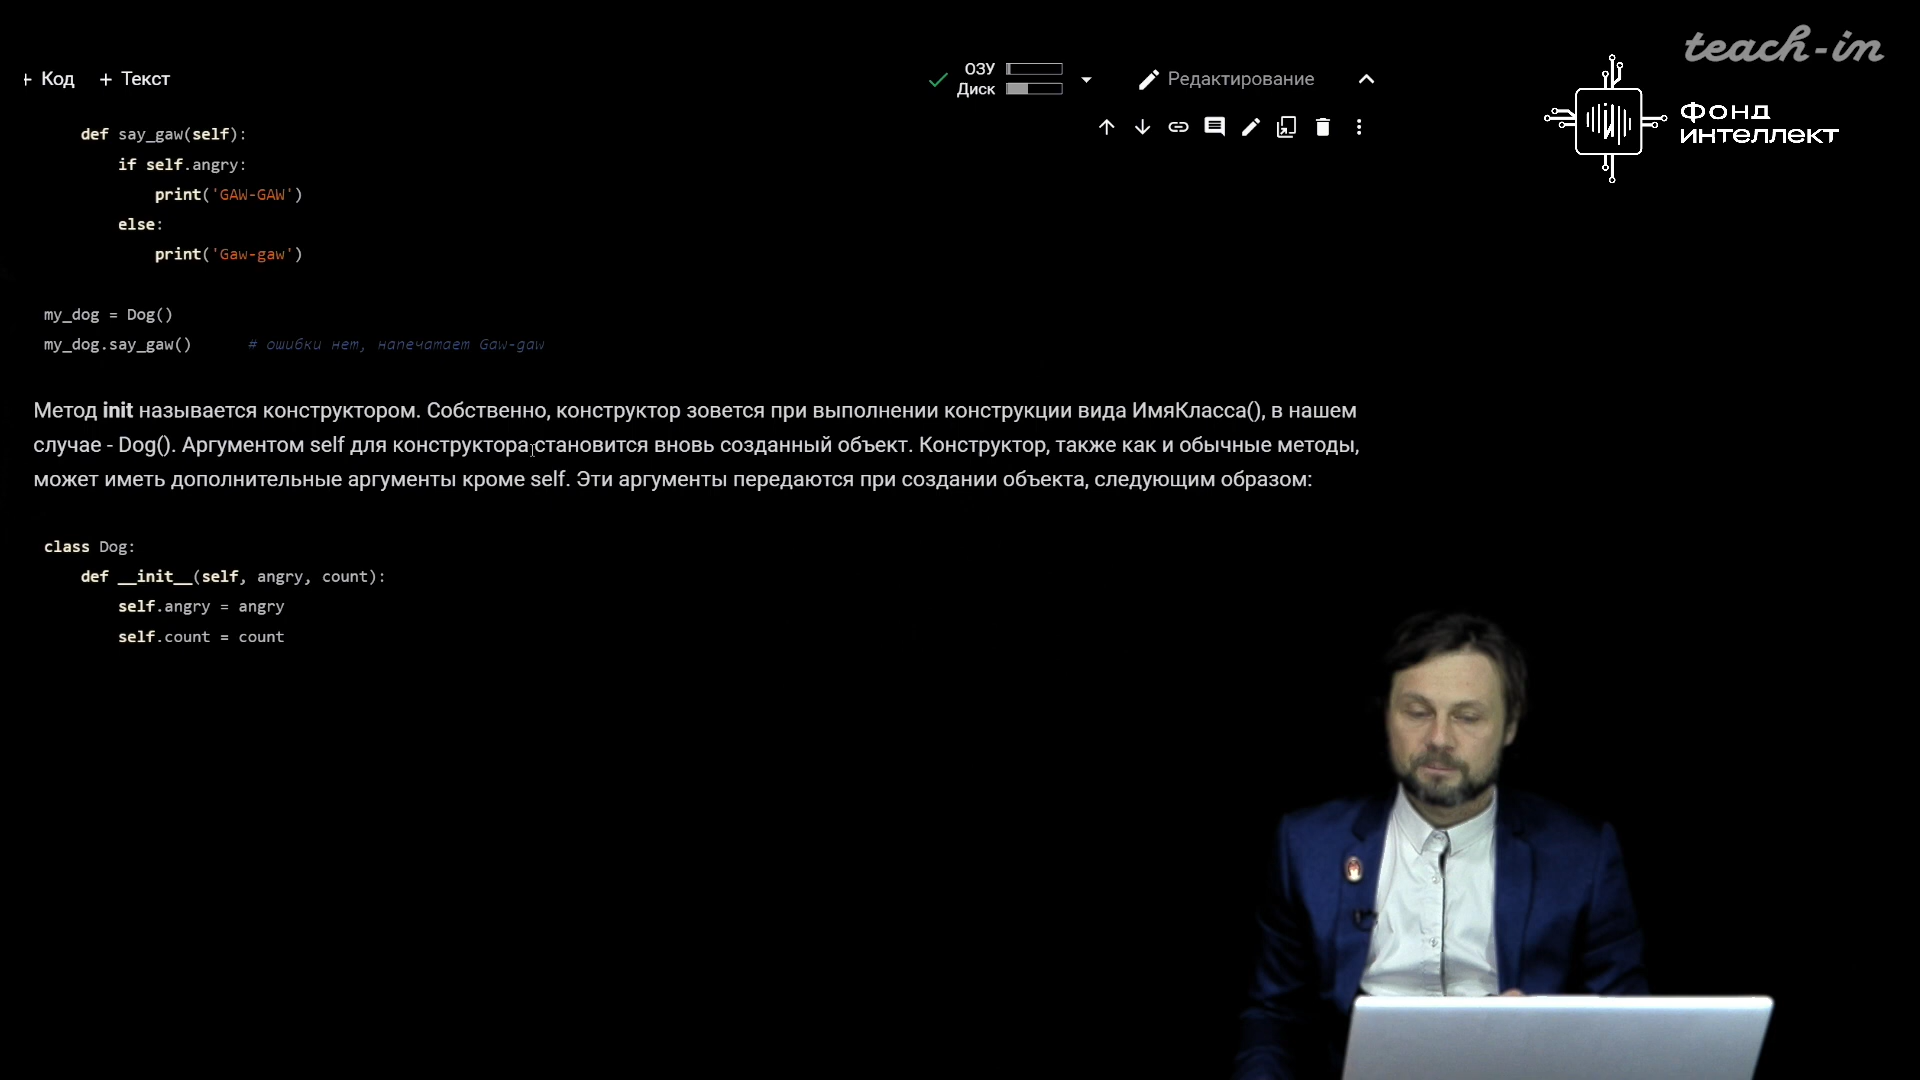 teach-in
+ Код + Текст
ОЗУ
Диск
Редактирование
Фонд
интеллект
def say_gaw(self):
if self.angry:
print('GAW-GAW')
else:
print('Gaw-gaw')
my_dog = Dog()
my_dog.say_gaw() # ошибки нет, напечатает Gaw-gaw
Метод init называется конструктором. Собственно, конструктор зовется при выполнении конструкции вида ИмяКласса(), в нашем
случае - Dog(). Аргументом self для конструктора становится вновь созданный объект. Конструктор, также как и обычные методы,
может иметь дополнительные аргументы кроме self. Эти аргументы передаются при создании объекта, следующим образом:
class Dog:
def __init__(self, angry, count):
self.angry = angry
self.count = count